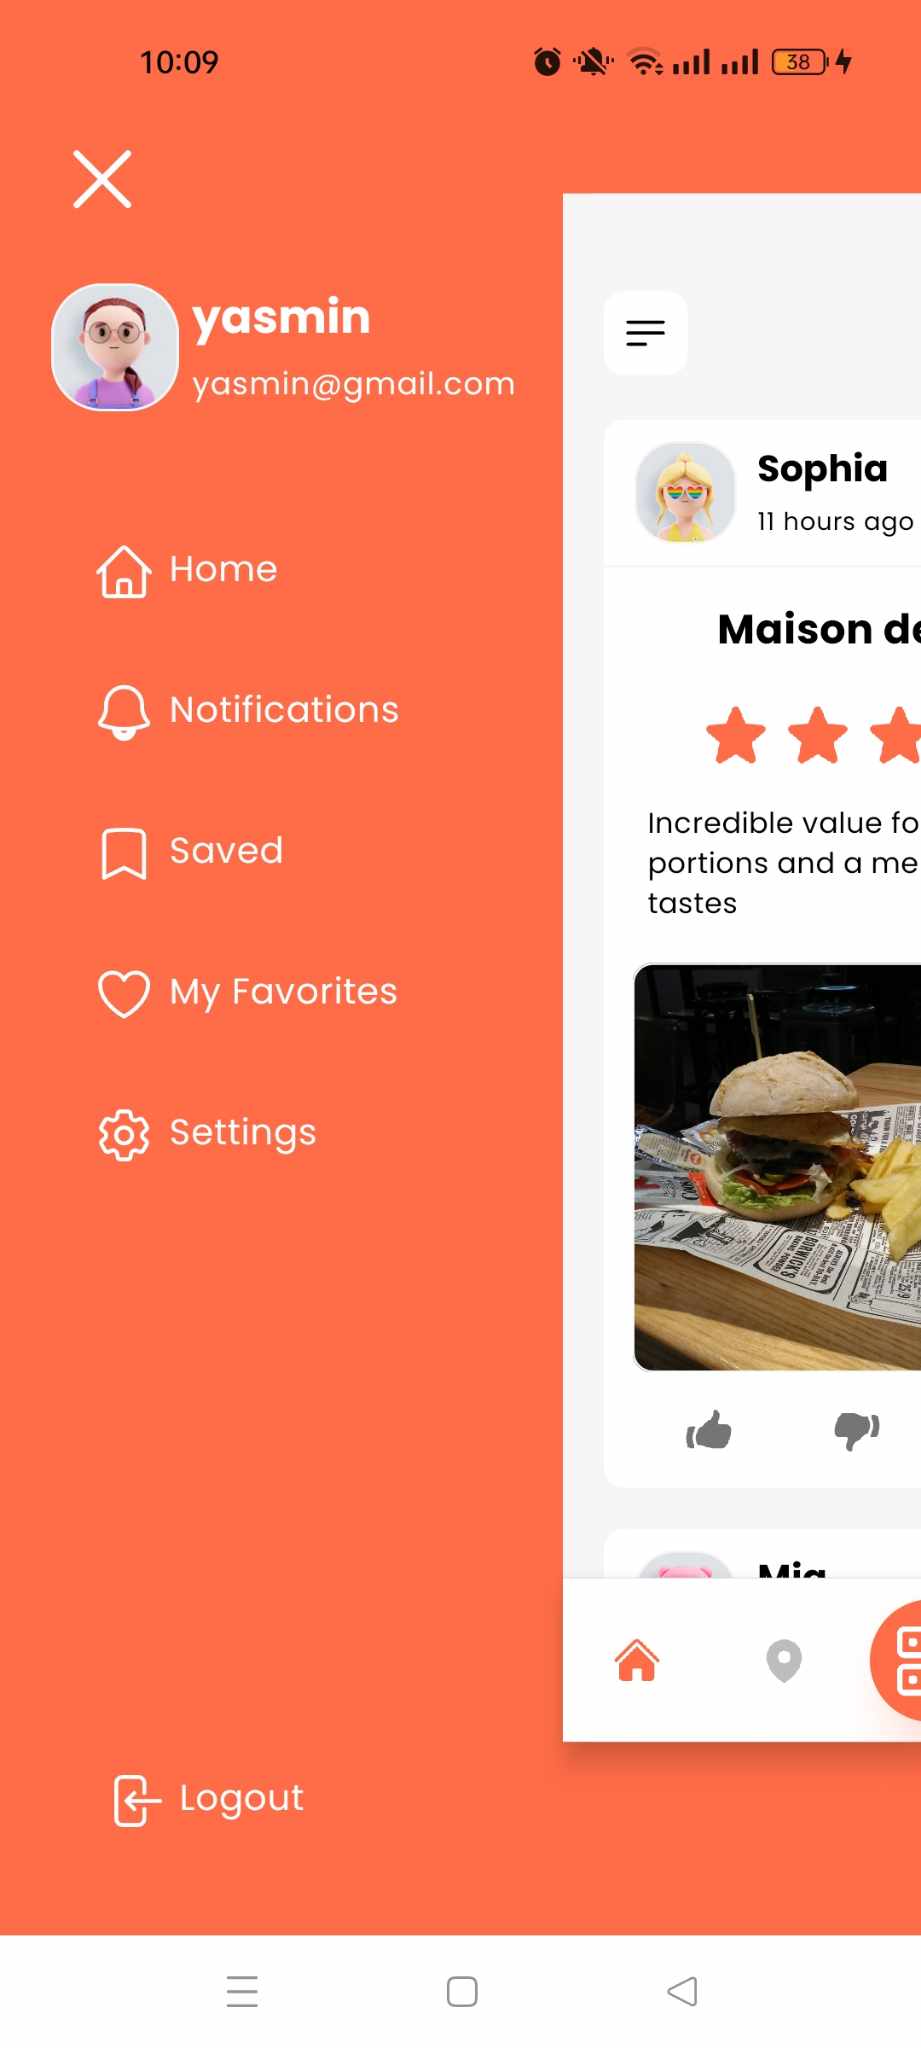 10:09
38
yasmin
yasmin@gmail.com
Home
Notifications
Saved
My Favorites
Settings
Logout
Sophia
11 hours ago
Maison de
Incredible value fo
portions and a me
tastes
BORWICK'S
Mia